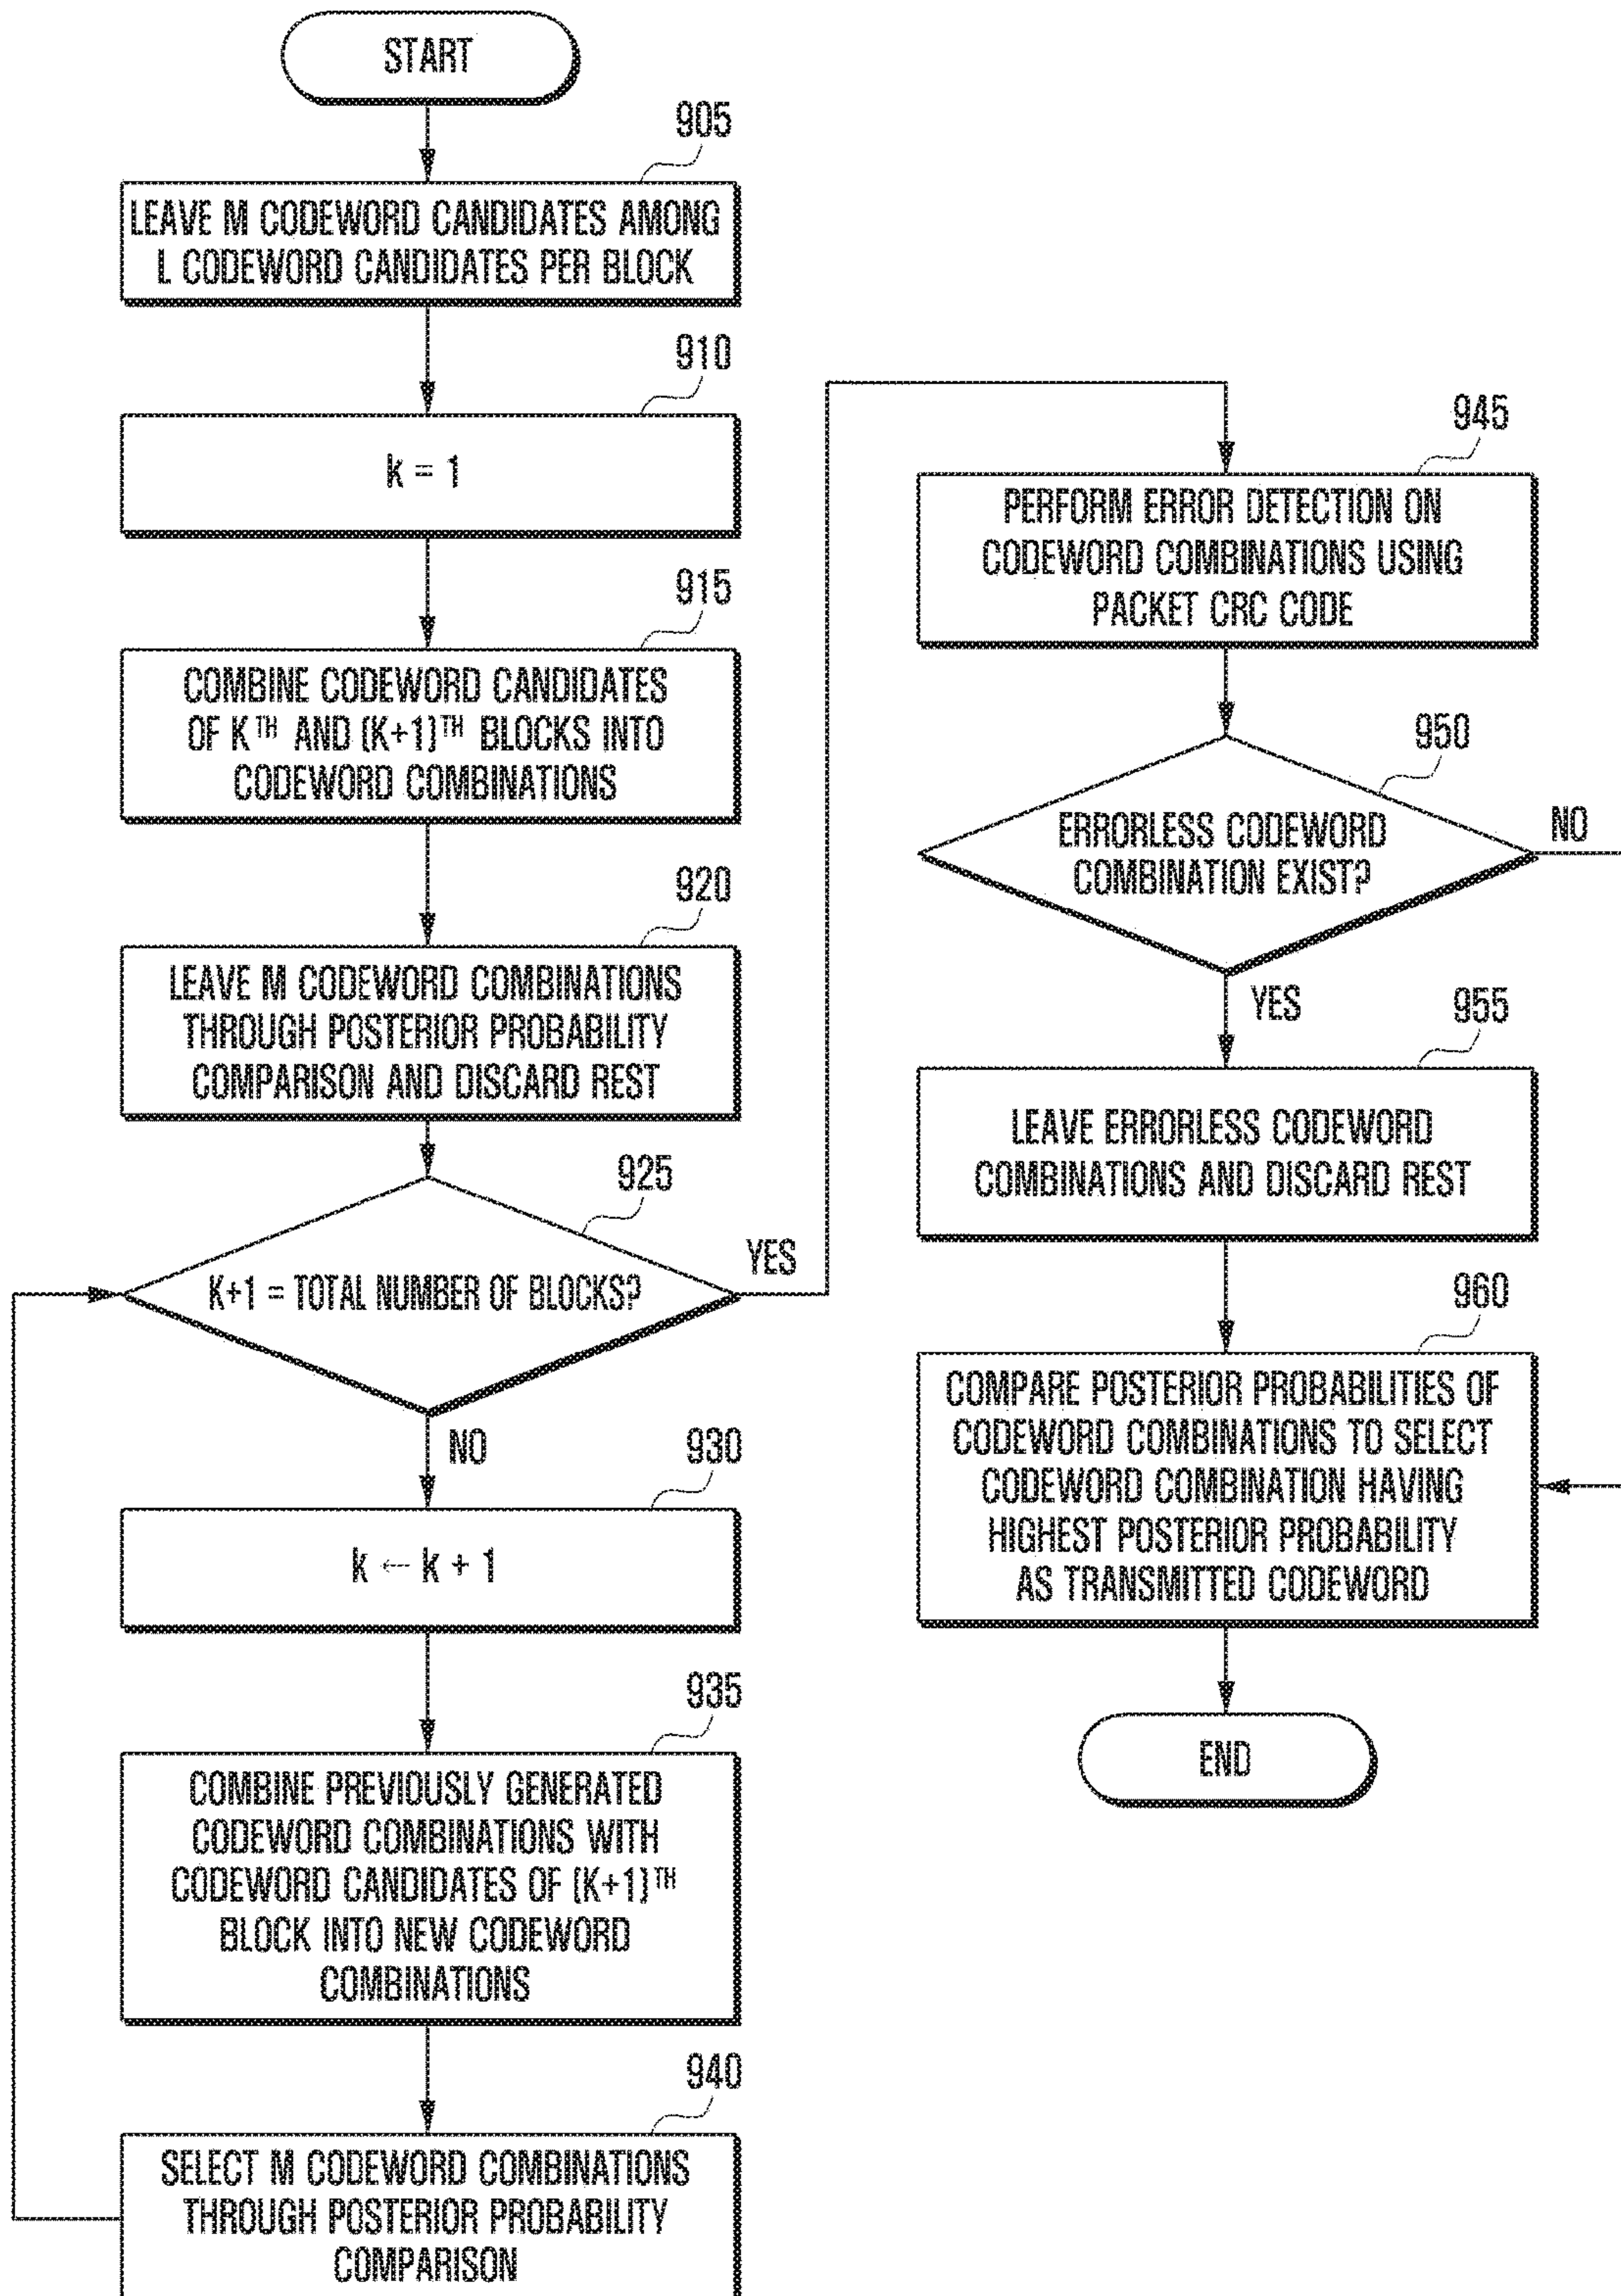 START
905
LEAVE M CODEWORD CANDIDATES AMONG
L CODEWORD CANDIDATES PER BLOCK
910
k = 1
915
COMBINE CODEWORD CANDIDATES
OF K TH AND (K+1) TH BLOCKS INTO
CODEWORD COMBINATIONS
920
LEAVE M CODEWORD COMBINATIONS
THROUGH POSTERIOR PROBABILITY
COMPARISON AND DISCARD REST
925
K+1 = TOTAL NUMBER OF BLOCKS?
YES
NO
930
k ← k + 1
935
COMBINE PREVIOUSLY GENERATED
CODEWORD COMBINATIONS WITH
CODEWORD CANDIDATES OF (K+1) TH
BLOCK INTO NEW CODEWORD
COMBINATIONS
940
SELECT M CODEWORD COMBINATIONS
THROUGH POSTERIOR PROBABILITY
COMPARISON
945
PERFORM ERROR DETECTION ON
CODEWORD COMBINATIONS USING
PACKET CRC CODE
950
ERRORLESS CODEWORD
COMBINATION EXIST?
NO
YES
955
LEAVE ERRORLESS CODEWORD
COMBINATIONS AND DISCARD REST
960
COMPARE POSTERIOR PROBABILITIES OF
CODEWORD COMBINATIONS TO SELECT
CODEWORD COMBINATION HAVING
HIGHEST POSTERIOR PROBABILITY
AS TRANSMITTED CODEWORD
END